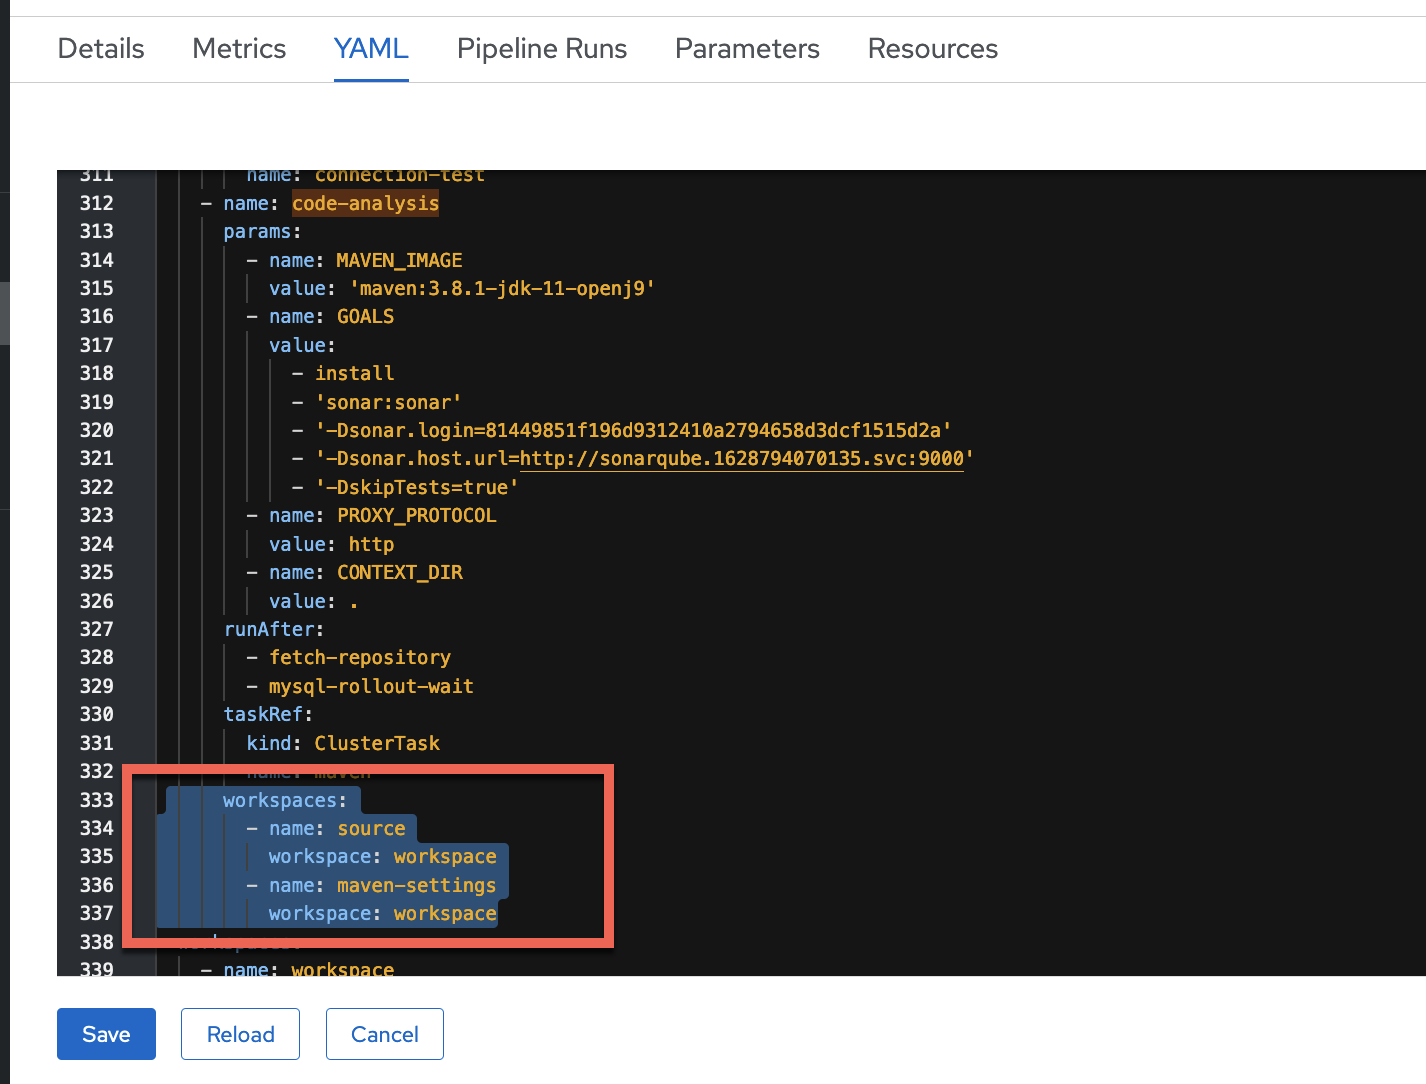 Details Metrics YAML Pipeline Runs Parameters Resources
311 name: connection-test
312 - name: code-analysis
313 params:
314 - name: MAVEN_IMAGE
315 value: 'maven:3.8.1-jdk-11-openj9'
316 - name: GOALS
317 value:
318 - install
319 - 'sonar:sonar'
320 - '-Dsonar.login=81449851f196d9312410a2794658d3dcf1515d2a'
321 - '-Dsonar.host.url=http://sonarqube.1628794070135.svc:9000'
322 - '-DskipTests=true'
323 - name: PROXY_PROTOCOL
324 value: http
325 - name: CONTEXT_DIR
326 value: .
327 runAfter:
328 - fetch-repository
329 - mysql-rollout-wait
330 taskRef:
331 kind: ClusterTask
332 name: maven
333 workspaces:
334 - name: source
335 workspace: workspace
336 - name: maven-settings
337 workspace: workspace
338 workspaces:
339 - name: workspace
Save Reload Cancel